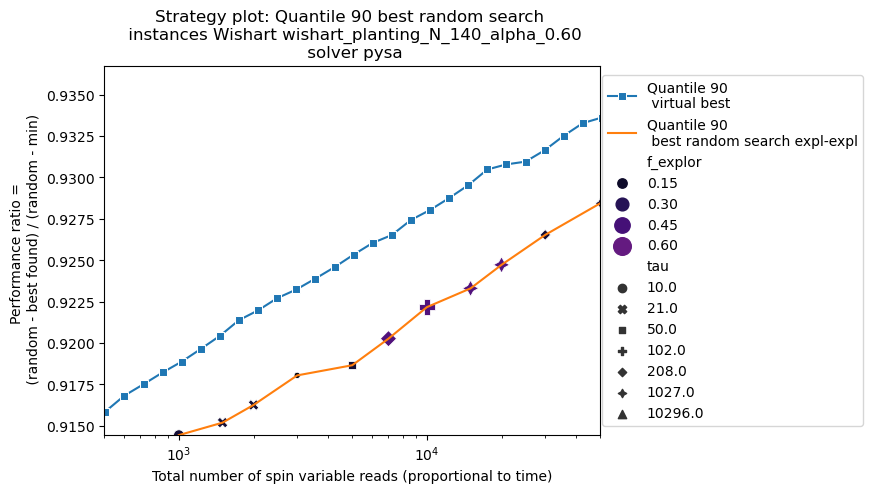 Strategy plot: Quantile 90 best random search
instances Wishart wishart_planting_N_140_alpha_0.60
solver pysa
Performance ratio =
(random - best found) / (random - min)
0.9350
0.9325
0.9300
0.9275
0.9250
0.9225
0.9200
0.9175
0.9150
10^3
10^4
Total number of spin variable reads (proportional to time)
Quantile 90
virtual best
Quantile 90
best random search expl-expl
f_explor
0.15
0.30
0.45
0.60
tau
10.0
21.0
50.0
102.0
208.0
1027.0
10296.0